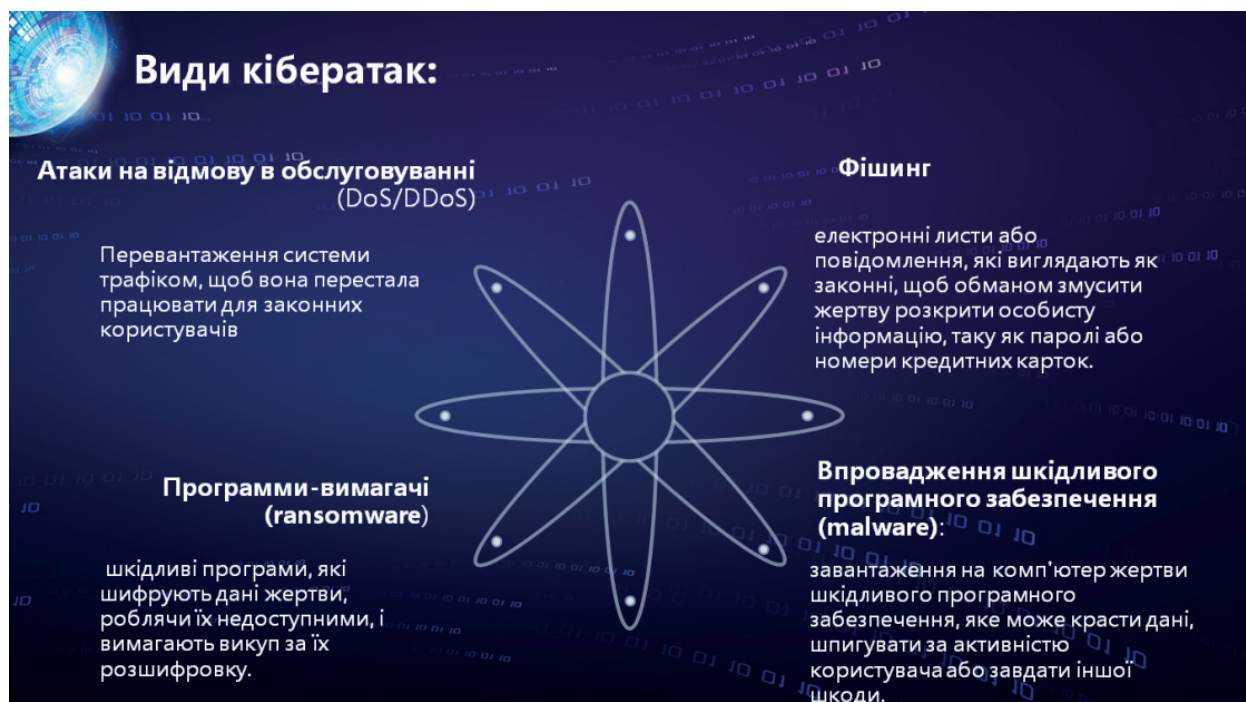 Види кібератак:
Атаки на відмову в обслуговуванні
(DoS/DDoS)
Перевантаження системи
трафіком, щоб вона перестала
працювати для законних
користувачів
Фішинг
електронні листи або
повідомлення, які виглядають як
законні, щоб обманом змусити
жертву розкрити особисту
інформацію, таку як паролі або
номери кредитних карток.
Программи-вимагачі
(ransomware)
шкідливі програми, які
шифрують дані жертви,
роблячи їх недоступними, і
вимагають викуп за їх
розшифровку.
Впровадження шкідливого
програмного забезпечення
(malware):
завантаження на комп'ютер жертви
шкідливого програмного
забезпечення, яке може красти дані,
шпигувати за активністю
користувача або завдати іншої
шкоди.